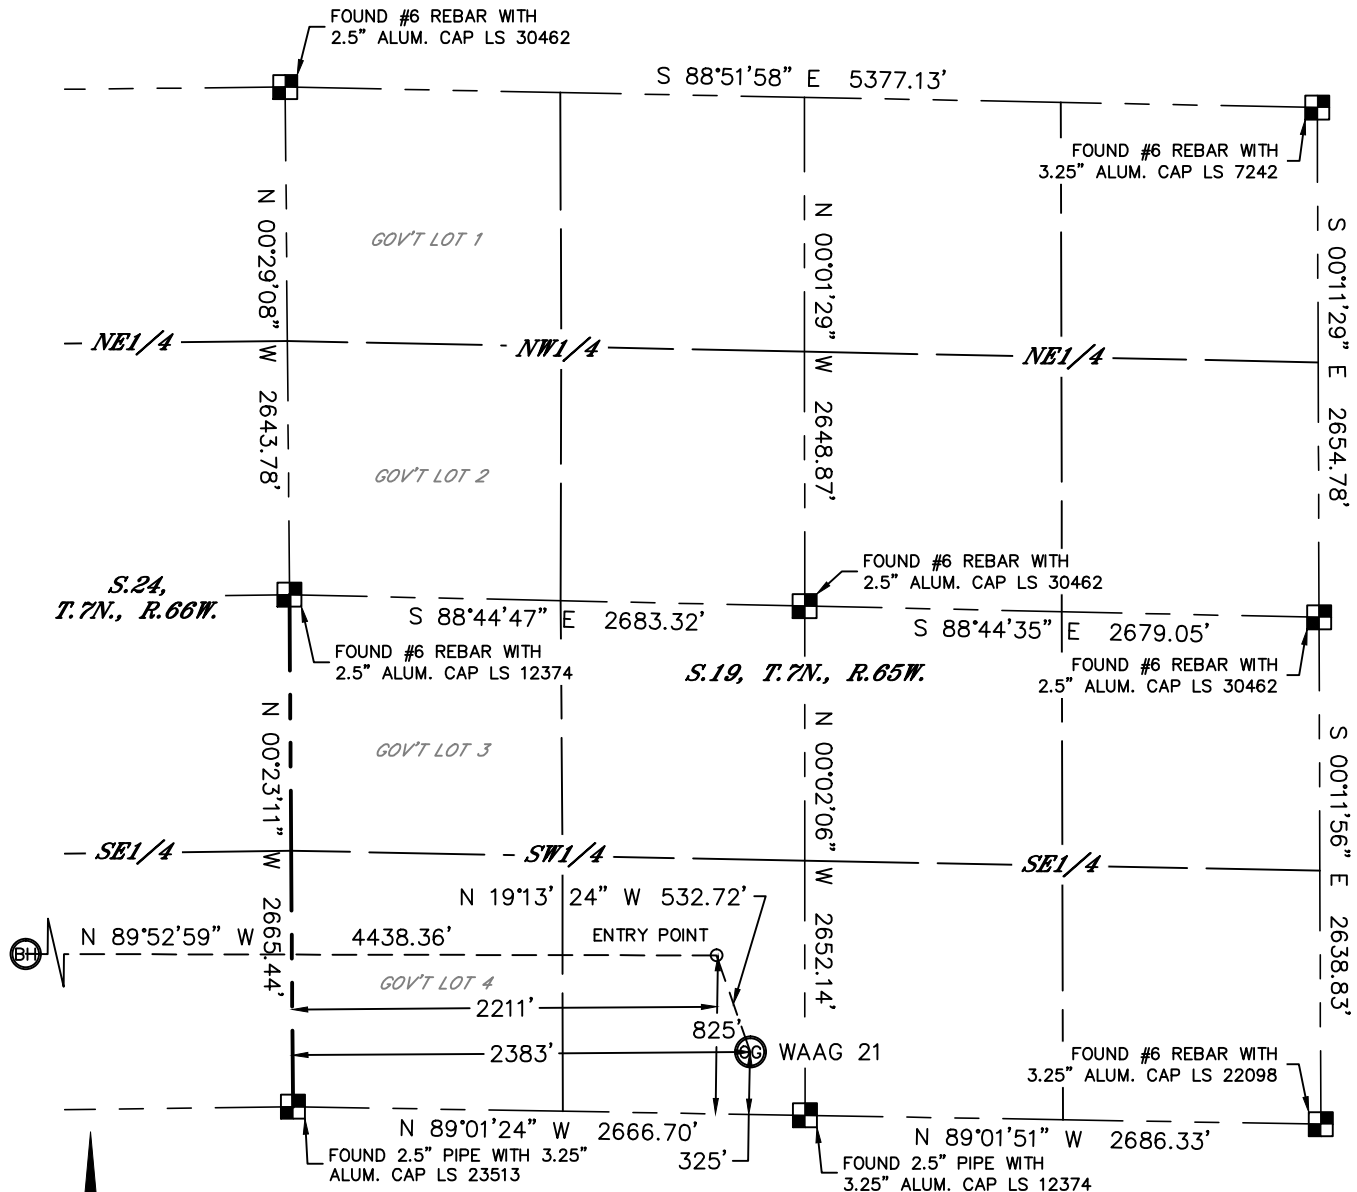 FOUND #6 REBAR WITH
2.5" ALUM. CAP LS 30462
S 88°51'58" E 5377.13'
FOUND #6 REBAR WITH
3.25" ALUM. CAP LS 7242
N 00°29'08" W 2643.78'
GOV'T LOT 1
N 00°01'29" W 2648.87'
S 00°11'29" E 2654.78'
NE1/4
NW1/4
NE1/4
GOV'T LOT 2
S.24,
T.7N., R.66W.
FOUND #6 REBAR WITH
2.5" ALUM. CAP LS 30462
S 88°44'47" E 2683.32'
S 88°44'35" E 2679.05'
FOUND #6 REBAR WITH
2.5" ALUM. CAP LS 12374
S.19, T.7N., R.65W.
FOUND #6 REBAR WITH
2.5" ALUM. CAP LS 30462
N 00°23'11" W 2665.44'
GOV'T LOT 3
N 00°02'06" W 2652.14'
S 00°11'56" E 2638.83'
SE1/4
SW1/4
SE1/4
N 19°13' 24" W 532.72'
BH
N 89°52'59" W 4438.36'
ENTRY POINT
GOV'T LOT 4
2211'
825'
2383'
OG
WAAG 21
FOUND #6 REBAR WITH
3.25" ALUM. CAP LS 22098
N 89°01'24" W 2666.70'
N 89°01'51" W 2686.33'
FOUND 2.5" PIPE WITH 3.25"
ALUM. CAP LS 23513
325'
FOUND 2.5" PIPE WITH
3.25" ALUM. CAP LS 12374